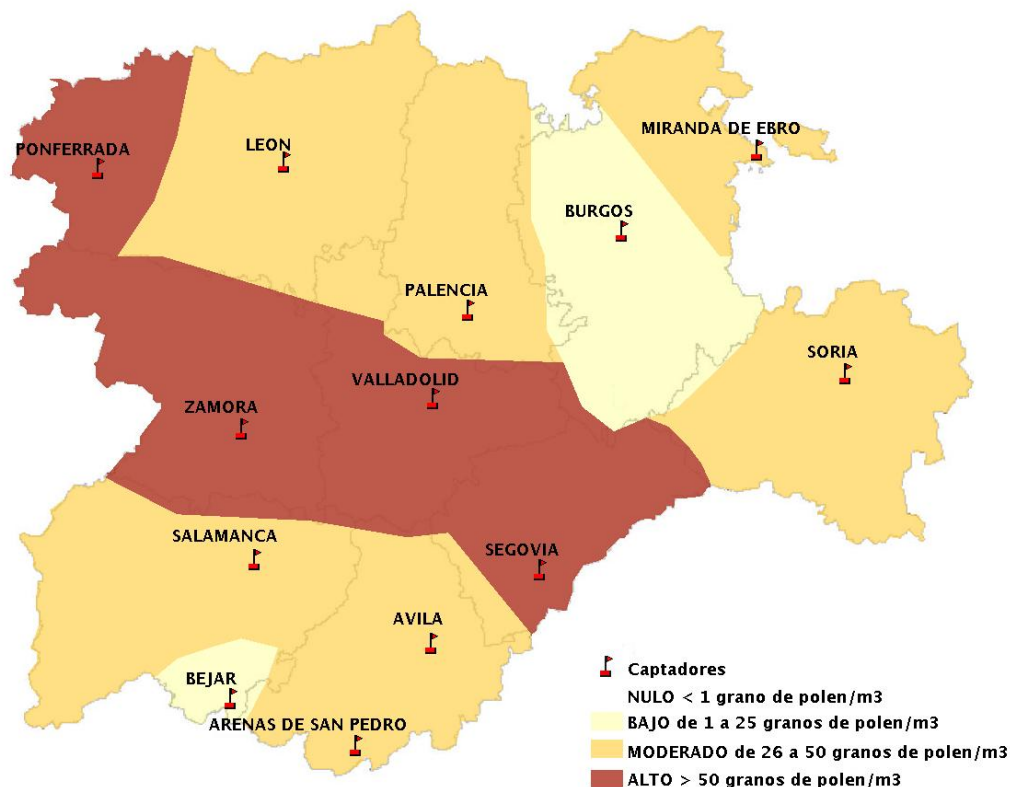 MIRANDA DE EBRO
PONFERRADA
LEON
BURGOS
PALENCIA
SORIA
VALLADOLID
ZAMORA
SALAMANCA
SEGOVIA
AVILA
BEJAR
ARENAS DE SAN PEDRO
Captadores
NULO < 1 grano de polen/m3
BAJO de 1 a 25 granos de polen/m3
MODERADO de 26 a 50 granos de polen/m3
ALTO > 50 granos de polen/m3